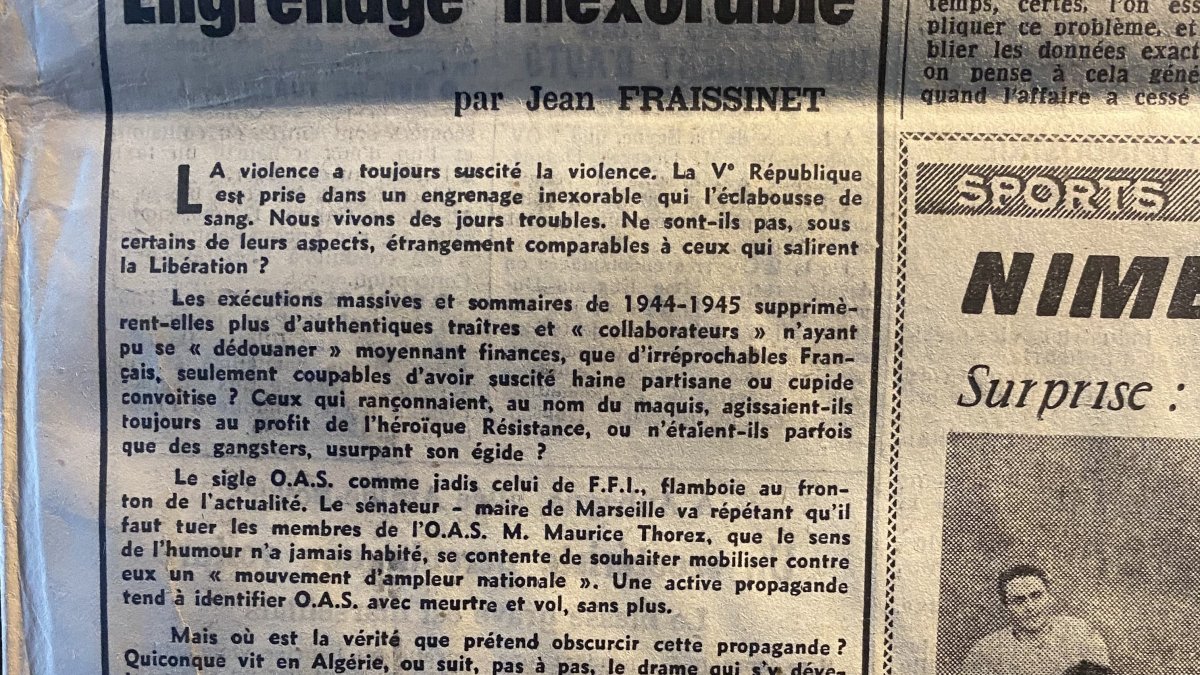 Engrenage inexorable
par Jean FRAISSINET
LA violence a toujours suscité la violence. La Ve République
est prise dans un engrenage inexorable qui l'éclabousse de
sang. Nous vivons des jours troubles. Ne sont-ils pas, sous
certains de leurs aspects, étrangement comparables à ceux qui salirent
la Libération ?
Les exécutions massives et sommaires de 1944-1945 supprimè-
rent-elles plus d'authentiques traîtres et « collaborateurs » n'ayant
pu se « dédouaner » moyennant finances, que d'irréprochables Fran-
çais, seulement coupables d'avoir suscité haine partisane ou cupide
convoitise ? Ceux qui rançonnaient, au nom du maquis, agissaient-ils
toujours au profit de l'héroïque Résistance, ou n'étaient-ils parfois
que des gangsters, usurpant son égide ?
Le sigle O.A.S. comme jadis celui de F.F.I., flamboie au fron-
ton de l'actualité. Le sénateur - maire de Marseille va répétant qu'il
faut tuer les membres de l'O.A.S. M. Maurice Thorez, que le sens
de l'humour n'a jamais habité, se contente de souhaiter mobiliser contre
eux un « mouvement d'ampleur nationale ». Une active propagande
tend à identifier O.A.S. avec meurtre et vol, sans plus.
Mais où est la vérité que prétend obscurcir cette propagande ?
Quiconque vit en Algérie, ou suit, pas à pas, le drame qui s'y déve-
temps, certes, l'on ess
pliquer ce problème, et
blier les données exact
on pense à cela géné
quand l'affaire a cessé
SPORTS
NIME
Surprise :